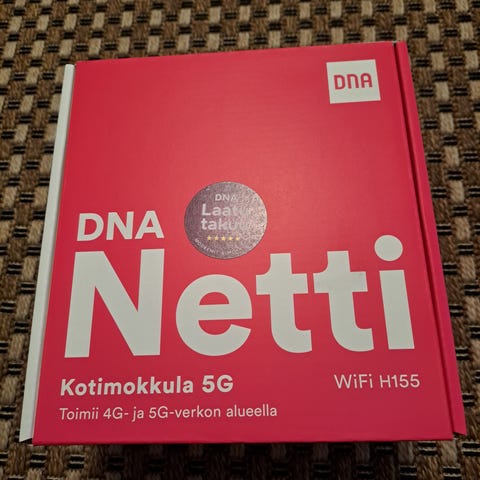 DNA
DNA
Laatu
takuu
DNA
Netti
Kotimokkula 5G
WiFi H155
Toimii 4G- ja 5G-verkon alueella